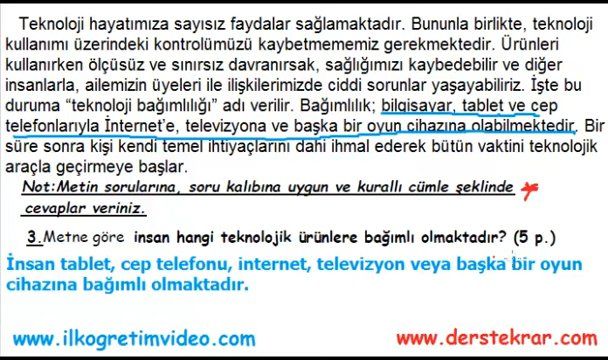 Teknoloji hayatımıza sayısız faydalar sağlamaktadır. Bununla birlikte, teknoloji
kullanımı üzerindeki kontrolümüzü kaybetmememiz gerekmektedir. Ürünleri
kullanırken ölçüsüz ve sınırsız davranırsak, sağlığımızı kaybedebilir ve diğer
insanlarla, ailemizin üyeleri ile ilişkilerimizde ciddi sorunlar yaşayabiliriz. İşte bu
duruma “teknoloji bağımlılığı” adı verilir. Bağımlılık; bilgisayar, tablet ve cep
telefonlarıyla İnternet’e, televizyona ve başka bir oyun cihazına olabilmektedir. Bir
süre sonra kişi kendi temel ihtiyaçlarını dahi ihmal ederek bütün vaktini teknolojik
araçla geçirmeye başlar.
Not:Metin sorularına, soru kalıbına uygun ve kurallı cümle şeklinde
cevaplar veriniz.
3.Metne göre insan hangi teknolojik ürünlere bağımlı olmaktadır? (5 p.)
İnsan tablet, cep telefonu, internet, televizyon veya başka bir oyun
cihazına bağımlı olmaktadır.
www.ilkogretimvideo.com www.derstekrar.com